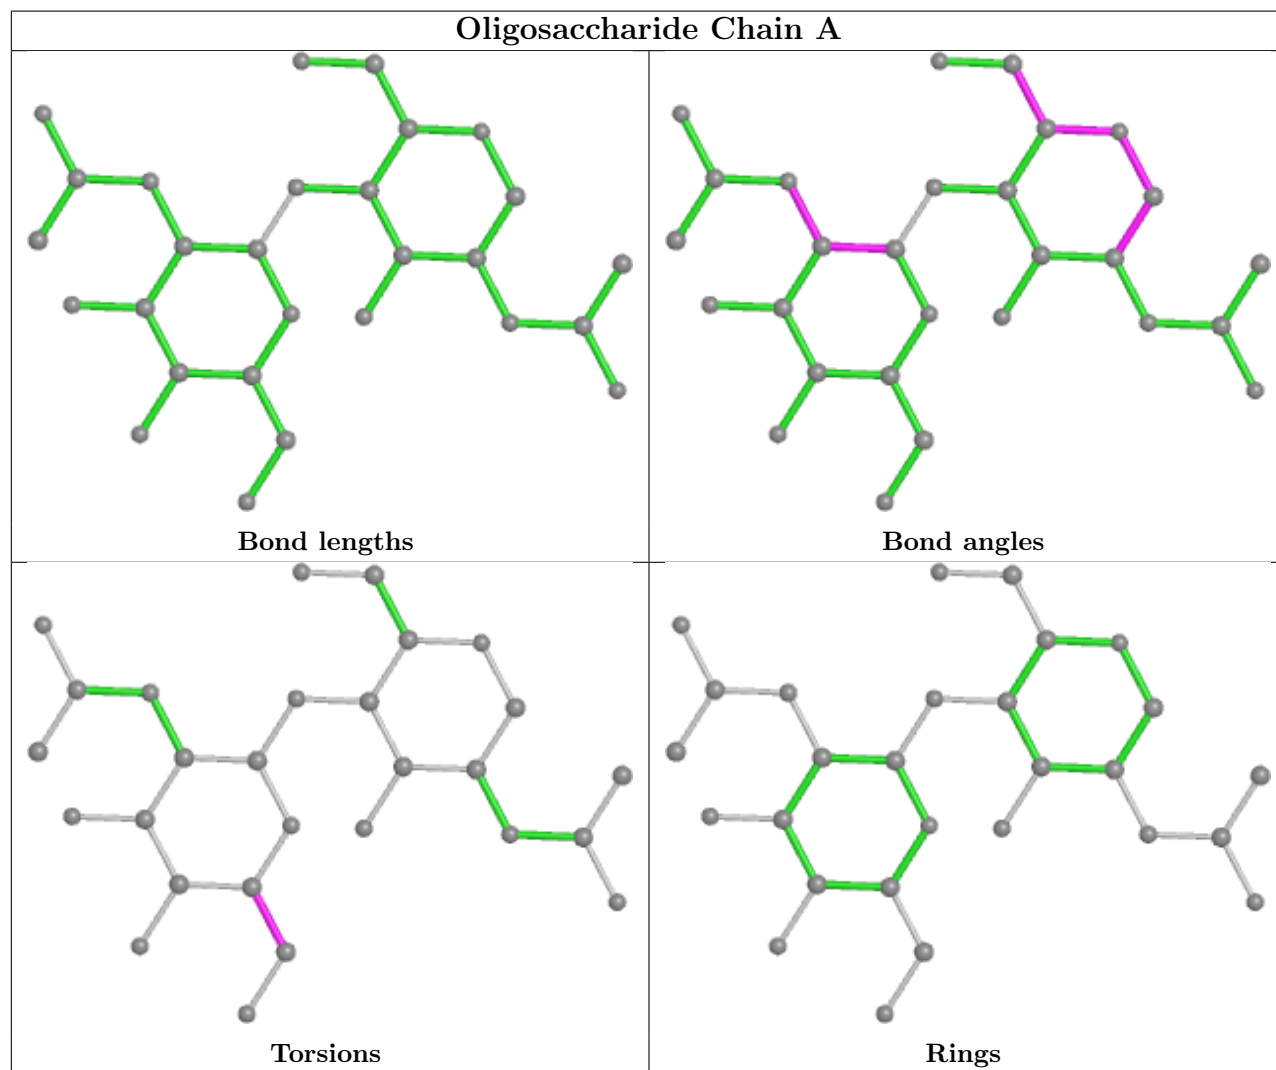 Oligosaccharide Chain A
Bond lengths
Bond angles
Torsions
Rings